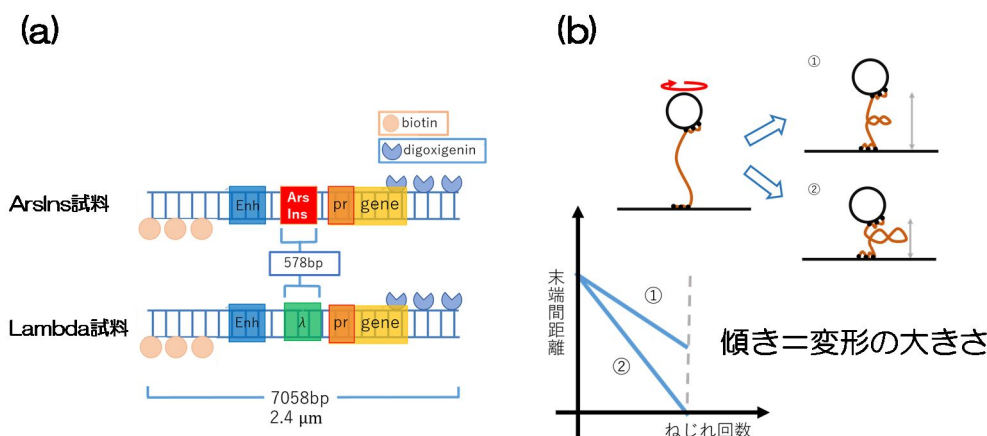 (a)
biotin
digoxigenin
ArsIns試料
Enh
Ars
Ins
pr
gene
578bp
Lambda試料
Enh
λ
pr
gene
7058bp
2.4 μm
(b)
①
②
末端間距離
①
②
ねじれ回数
傾き=変形の大きさ